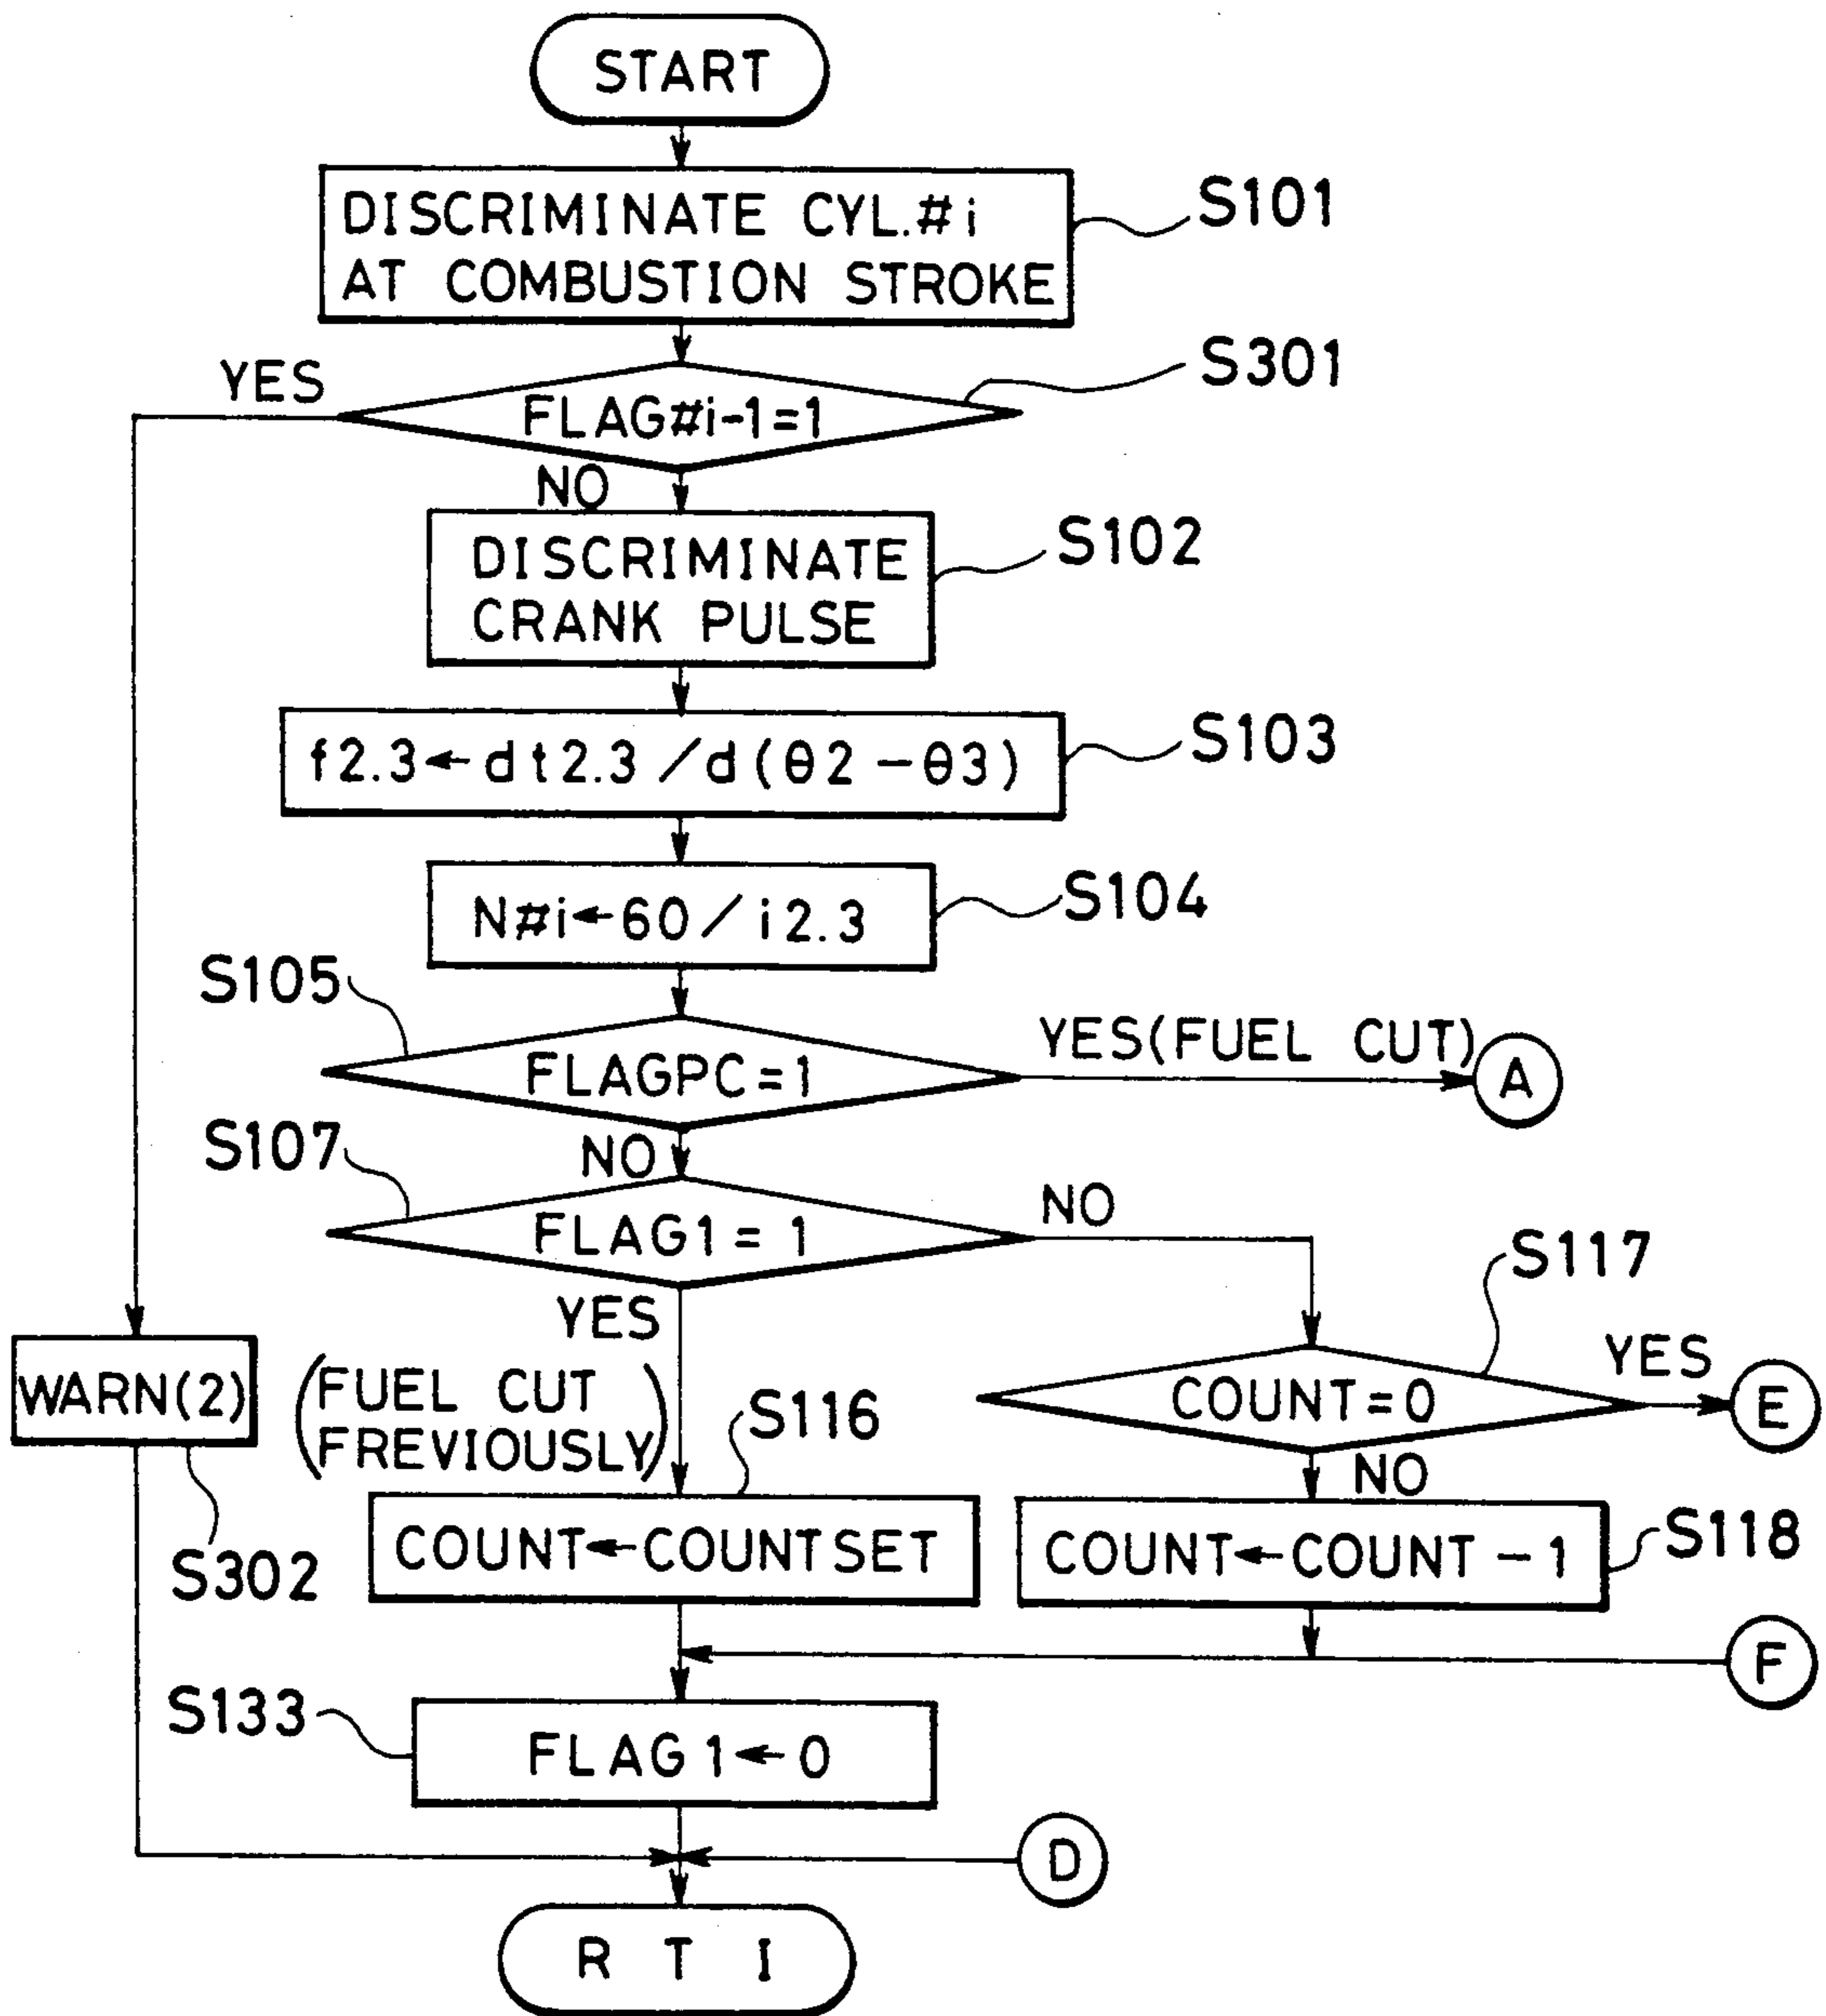 START
DISCRIMINATE CYL.#i
AT COMBUSTION STROKE
S101
S301
YES
FLAG#i-1=1
NO
DISCRIMINATE
CRANK PULSE
S102
f2.3←dt2.3/d(θ2-θ3)
S103
N#i←60/i2.3
S104
S105
FLAGPC=1
YES(FUEL CUT)
A
NO
S107
FLAG1=1
NO
S117
YES
COUNT=0
YES
E
WARN(2)
(FUEL CUT
FREVIOUSLY)
S116
NO
S302
COUNT←COUNTSET
COUNT←COUNT-1
S118
F
S133
FLAG1←0
D
RTI